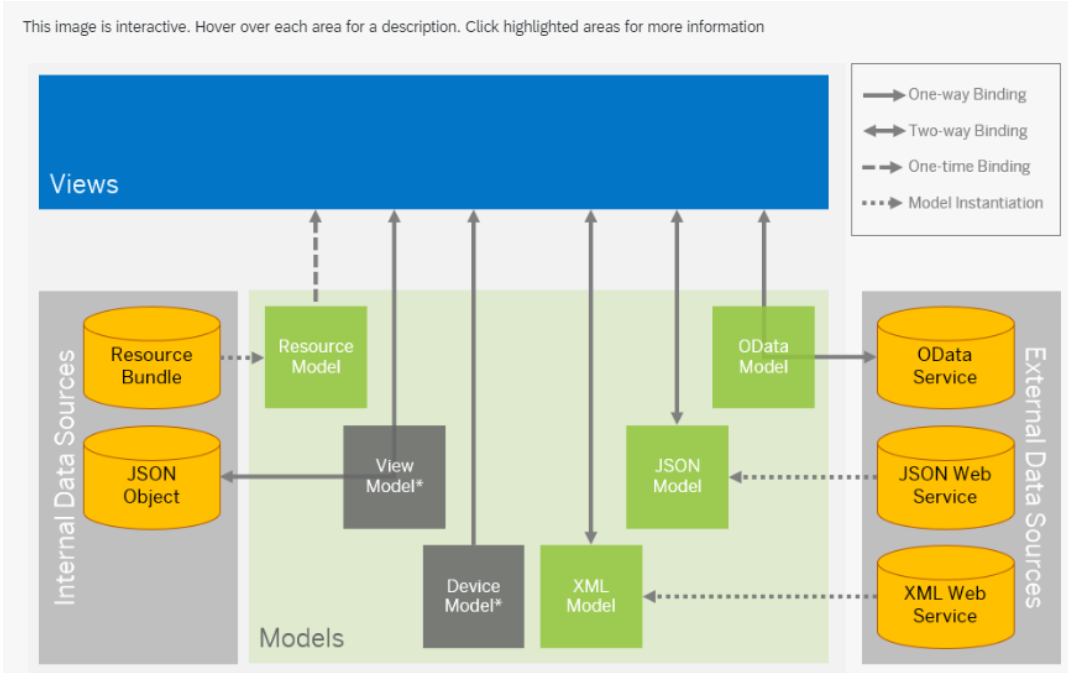 This image is interactive. Hover over each area for a description. Click highlighted areas for more information
Views
One-way Binding
Two-way Binding
One-time Binding
Model Instantiation
Internal Data Sources
Resource
Bundle
JSON
Object
Resource
Model
View
Model*
Device
Model*
XML
Model
JSON
Model
OData
Model
Models
OData
Service
JSON Web
Service
XML Web
Service
External Data Sources